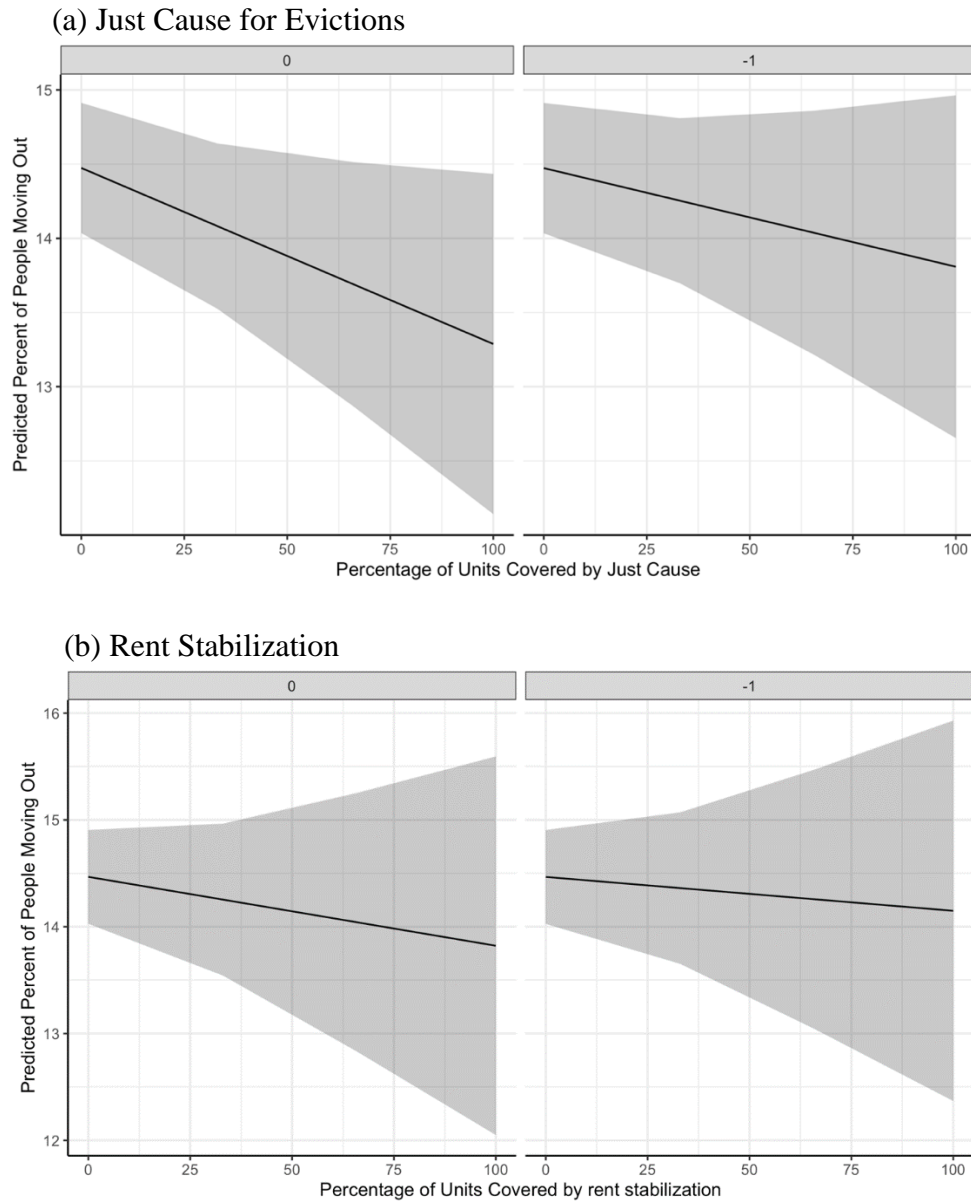 (a) Just Cause for Evictions
0 -1
15
14
13
Predicted Percent of People Moving Out
0 25 50 75 100 0 25 50 75 100
Percentage of Units Covered by Just Cause
(b) Rent Stabilization
0 -1
16
15
14
13
12
Predicted Percent of People Moving Out
0 25 50 75 100 0 25 50 75 100
Percentage of Units Covered by rent stabilization